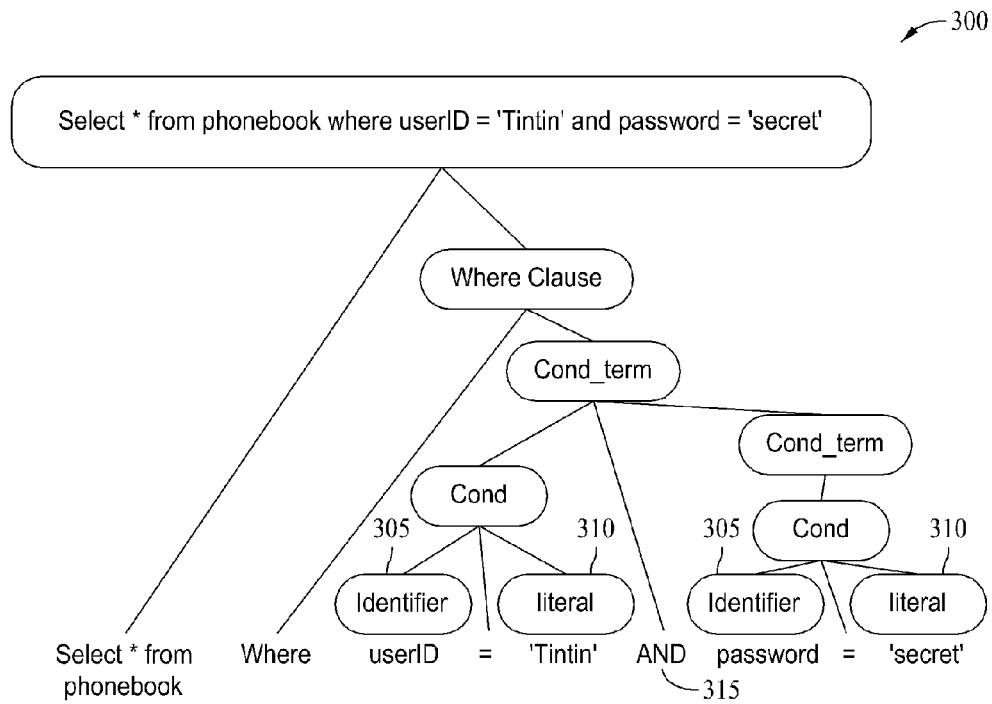 300
Select * from phonebook where userID = 'Tintin' and password = 'secret'
Where Clause
Cond_term
Cond_term
Cond
Cond
305
310
305
310
Identifier
literal
Identifier
literal
Select * from
phonebook
Where
userID
=
'Tintin'
AND
password
=
'secret'
315